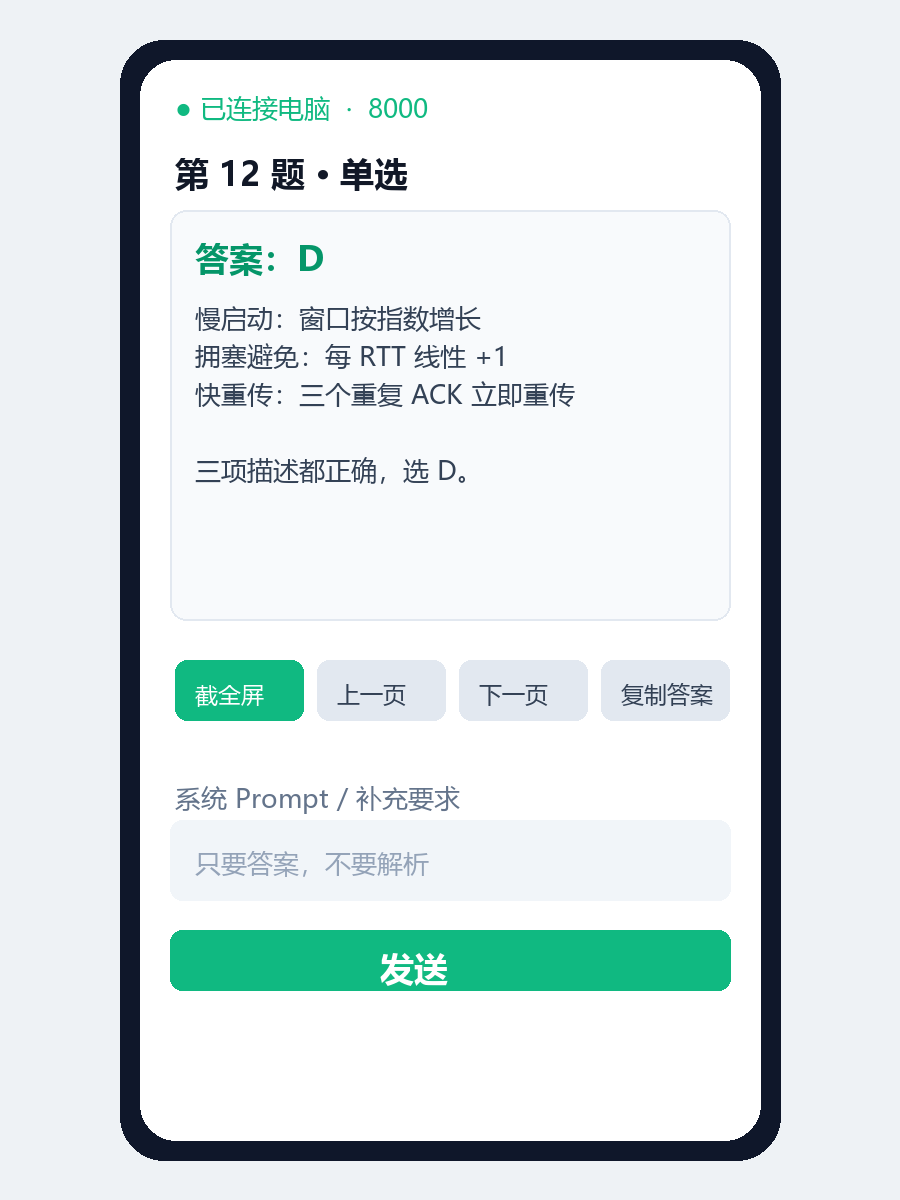 ● 已连接电脑 · 8000
第 12 题 • 单选
答案：D
慢启动：窗口按指数增长
拥塞避免：每 RTT 线性 +1
快重传：三个重复 ACK 立即重传
三项描述都正确，选 D。
截全屏 上一页 下一页 复制答案
系统 Prompt / 补充要求
只要答案，不要解析
发送